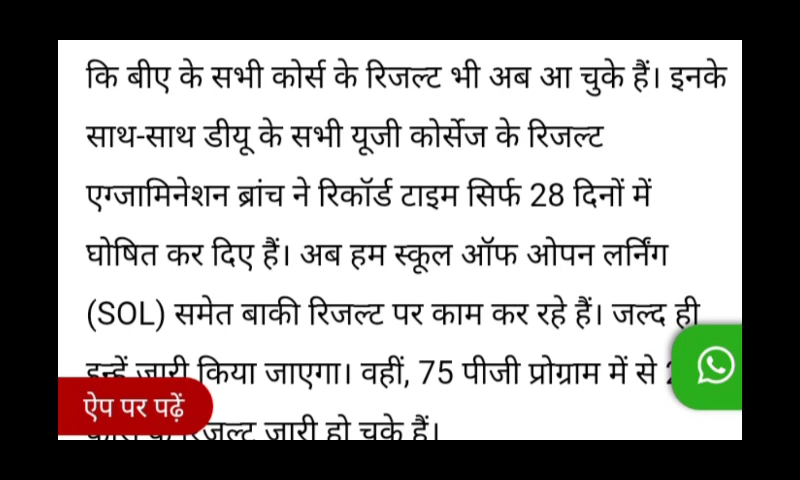 कि बीए के सभी कोर्स के रिजल्ट भी अब आ चुके हैं। इनके
साथ-साथ डीयू के सभी यूजी कोर्सेज के रिजल्ट
एग्जामिनेशन ब्रांच ने रिकॉर्ड टाइम सिर्फ 28 दिनों में
घोषित कर दिए हैं। अब हम स्कूल ऑफ ओपन लर्निंग
(SOL) समेत बाकी रिजल्ट पर काम कर रहे हैं। जल्द ही
इन्हें जारी किया जाएगा। वहीं, 75 पीजी प्रोग्राम में से
ऐप पर पढ़ें
जारी हो चुके हैं।